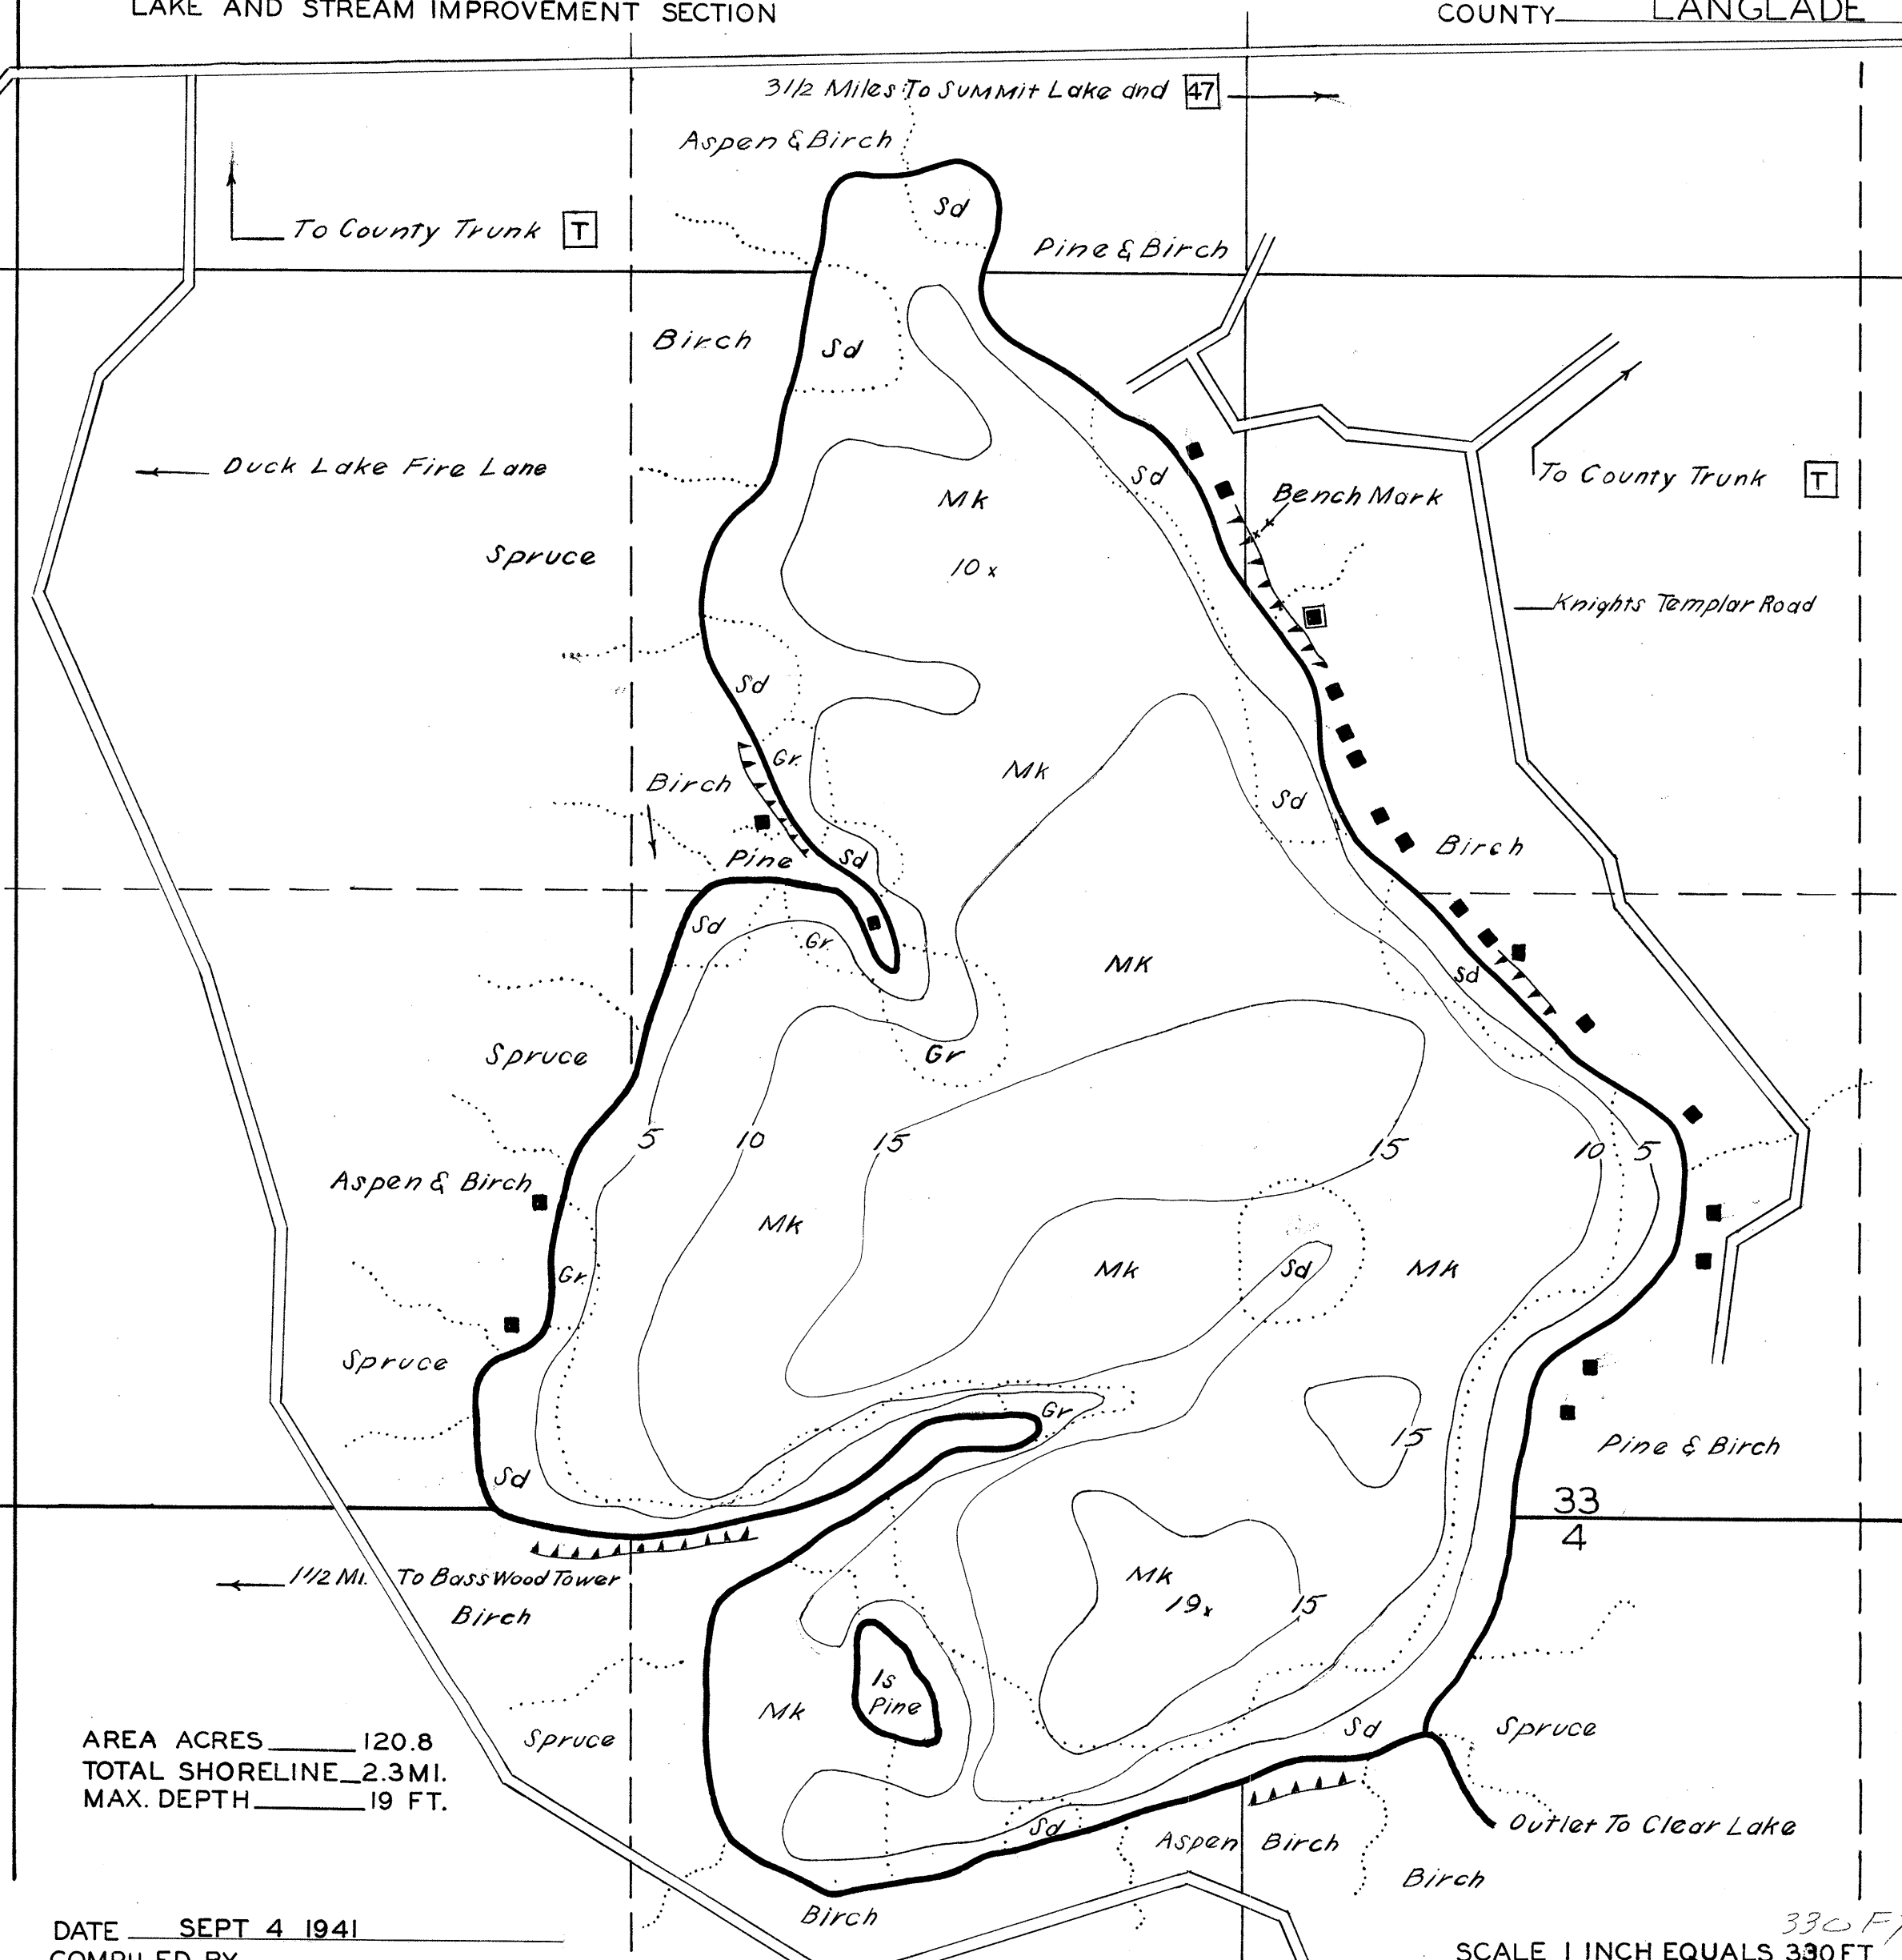 LAKE AND STREAM IMPROVEMENT SECTION
COUNTY LANGLADE
3 1/2 Miles To Summit Lake and 47
Aspen & Birch
Sd
To County Trunk T
Pine & Birch
Birch
Sd
Duck Lake Fire Lane
Sd
To County Trunk T
Mk
Bench Mark
Spruce
10 x
Knights Templar Road
Sd
Gr.
Mk
Birch
Sd
Birch
Pine
Sd
Sd
Gr.
Mk
Sd
Spruce
Gr
5
10
15
15
10
5
Aspen & Birch
Mk
Gr.
Mk
Sd
Mk
Spruce
Gr
15
Pine & Birch
Sd
33
4
1 1/2 MI. To Bass Wood Tower
Mk
Birch
19x
15
Is
Pine
Mk
Spruce
Sd
Spruce
AREA ACRES 120.8
TOTAL SHORELINE 2.3 MI.
MAX. DEPTH 19 FT.
Sd
Outlet To Clear Lake
Aspen
Birch
Birch
Birch
DATE SEPT 4 1941
330 F
COMPILED BY
SCALE 1 INCH EQUALS 330 FT